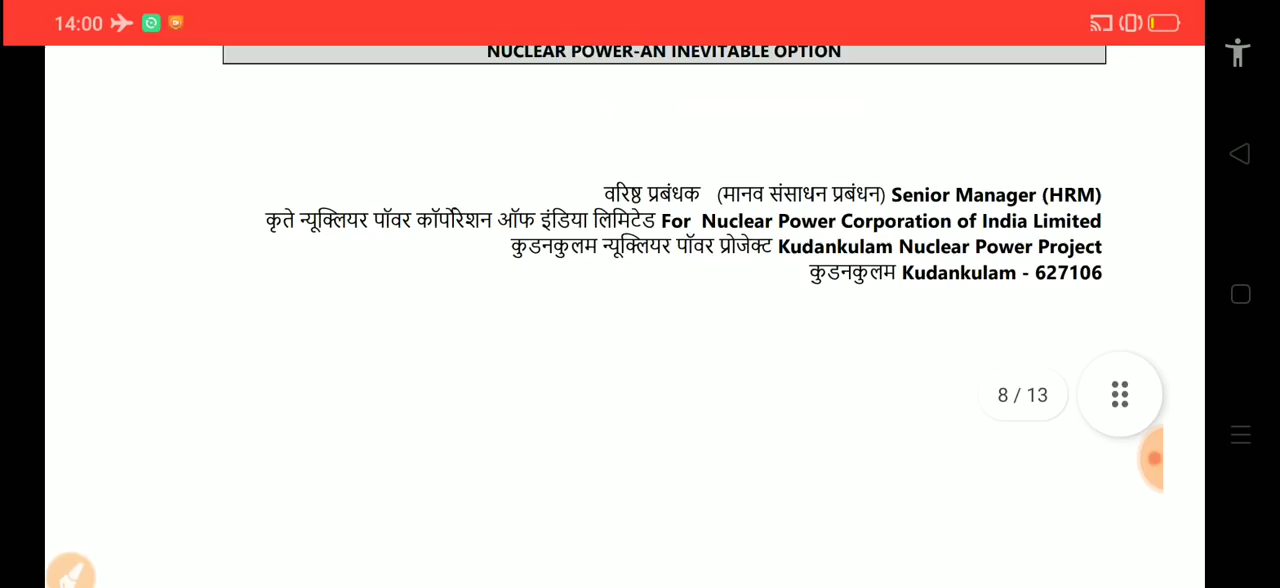 14:00
NUCLEAR POWER-AN INEVITABLE OPTION
वरिष्ठ प्रबंधक (मानव संसाधन प्रबंधन) Senior Manager (HRM)
कृते न्यूक्लियर पॉवर कॉर्पोरेशन ऑफ इंडिया लिमिटेड For Nuclear Power Corporation of India Limited
कुडनकुलम न्यूक्लियर पॉवर प्रोजेक्ट Kudankulam Nuclear Power Project
कुडनकुलम Kudankulam - 627106
8 / 13